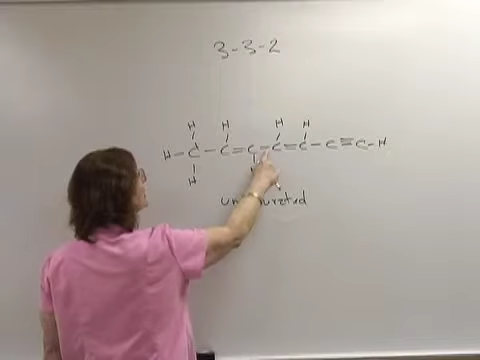 3-3-2
H H H H
H - C - C = C - C = C - C ≡ C - H
H H
unsaturated